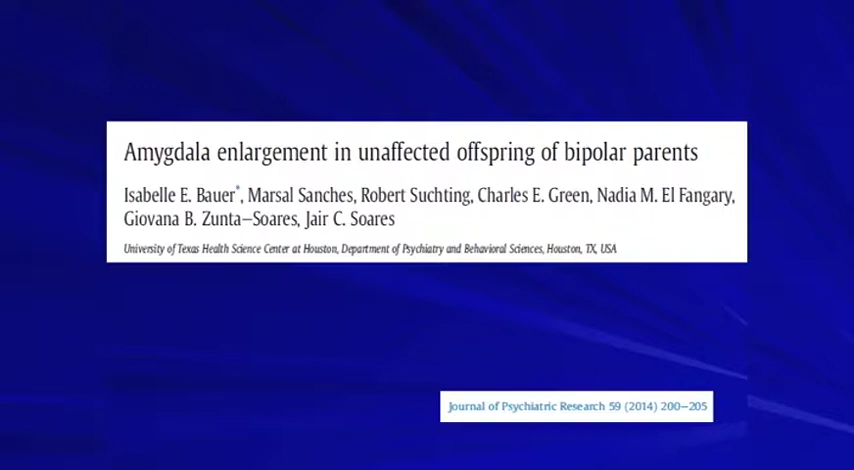 Amygdala enlargement in unaffected offspring of bipolar parents
Isabelle E. Bauer*, Marsal Sanches, Robert Suchting, Charles E. Green, Nadia M. El Fangary,
Giovana B. Zunta–Soares, Jair C. Soares
University of Texas Health Science Center at Houston, Department of Psychiatry and Behavioral Sciences, Houston, TX, USA
Journal of Psychiatric Research 59 (2014) 200–205